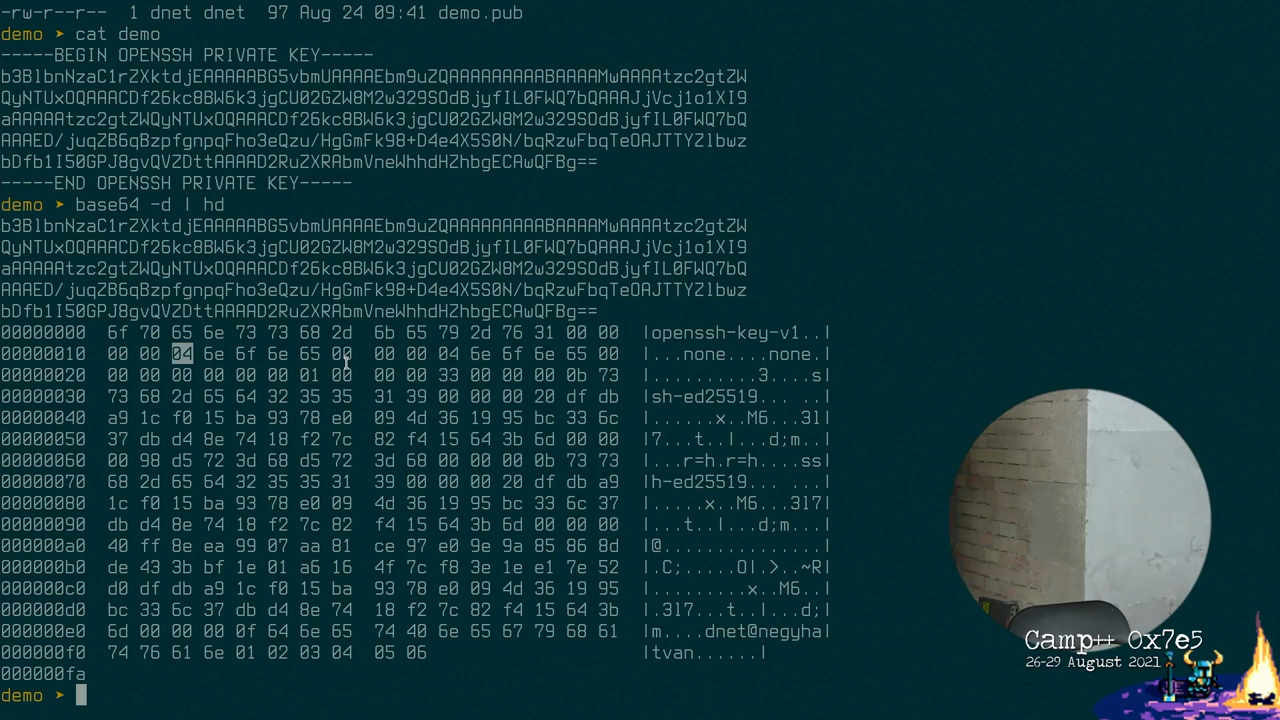 -rw-r--r-- 1 dnet dnet 97 Aug 24 09:41 demo.pub
demo ➤ cat demo
-----BEGIN OPENSSH PRIVATE KEY-----
b3BlbnNzaC1rZXktdjEAAAAABG5vbmUAAAAEbm9uZQAAAAAAAAABAAAAMwAAAAtzc2gtZW
QyNTUxOQAAACDf26kc8BW6k3jgCU02GZW8M2w329SOdBjyfIL0FWQ7bQAAAJjVcj1o1XI9
aAAAAAtzc2gtZWQyNTUxOQAAACDf26kc8BW6k3jgCU02GZW8M2w329SOdBjyfIL0FWQ7bQ
AAAED/juqZB6qBzpfgnpqFho3eQzu/HgGmFk98+D4e4X5S0N/bqRzwFbqTeOAJTTYZlbwz
bDfb1I50GPJ8gvQVZDttAAAAD2RuZXRAbmVneWhhdHZhbgECAwQFBg==
-----END OPENSSH PRIVATE KEY-----
demo ➤ base64 -d | hd
b3BlbnNzaC1rZXktdjEAAAAABG5vbmUAAAAEbm9uZQAAAAAAAAABAAAAMwAAAAtzc2gtZW
QyNTUxOQAAACDf26kc8BW6k3jgCU02GZW8M2w329SOdBjyfIL0FWQ7bQAAAJjVcj1o1XI9
aAAAAAtzc2gtZWQyNTUxOQAAACDf26kc8BW6k3jgCU02GZW8M2w329SOdBjyfIL0FWQ7bQ
AAAED/juqZB6qBzpfgnpqFho3eQzu/HgGmFk98+D4e4X5S0N/bqRzwFbqTeOAJTTYZlbwz
bDfb1I50GPJ8gvQVZDttAAAAD2RuZXRAbmVneWhhdHZhbgECAwQFBg==
00000000 6f 70 65 6e 73 73 68 2d 6b 65 79 2d 76 31 00 00 |openssh-key-v1..|
00000010 00 00 04 6e 6f 6e 65 00 00 00 04 6e 6f 6e 65 00 |...none....none.|
00000020 00 00 00 00 00 00 01 00 00 00 33 00 00 00 0b 73 |..........3....s|
00000030 73 68 2d 65 64 32 35 35 31 39 00 00 00 20 df db |sh-ed25519... ..|
00000040 a9 1c f0 15 ba 93 78 e0 09 4d 36 19 95 bc 33 6c |......x..M6...3l|
00000050 37 db d4 8e 74 18 f2 7c 82 f4 15 64 3b 6d 00 00 |7...t..|...d;m..|
00000060 00 98 d5 72 3d 68 d5 72 3d 68 00 00 00 0b 73 73 |...r=h.r=h....ss|
00000070 68 2d 65 64 32 35 35 31 39 00 00 00 20 df db a9 |h-ed25519... ...|
00000080 1c f0 15 ba 93 78 e0 09 4d 36 19 95 bc 33 6c 37 |.....x..M6...3l7|
00000090 db d4 8e 74 18 f2 7c 82 f4 15 64 3b 6d 00 00 00 |...t..|...d;m...|
000000a0 40 ff 8e ea 99 07 aa 81 ce 97 e0 9e 9a 85 86 8d |@...............|
000000b0 de 43 3b bf 1e 01 a6 16 4f 7c f8 3e 1e e1 7e 52 |.C;.....O|.>..~R|
000000c0 d0 df db a9 1c f0 15 ba 93 78 e0 09 4d 36 19 95 |.........x..M6..|
000000d0 bc 33 6c 37 db d4 8e 74 18 f2 7c 82 f4 15 64 3b |.3l7...t..|...d;|
000000e0 6d 00 00 00 0f 64 6e 65 74 40 6e 65 67 79 68 61 |m....dnet@negyha|
000000f0 74 76 61 6e 01 02 03 04 05 06 |tvan......|
000000fa
demo ➤
Camp++ 0x7e5
26-29 August 2021